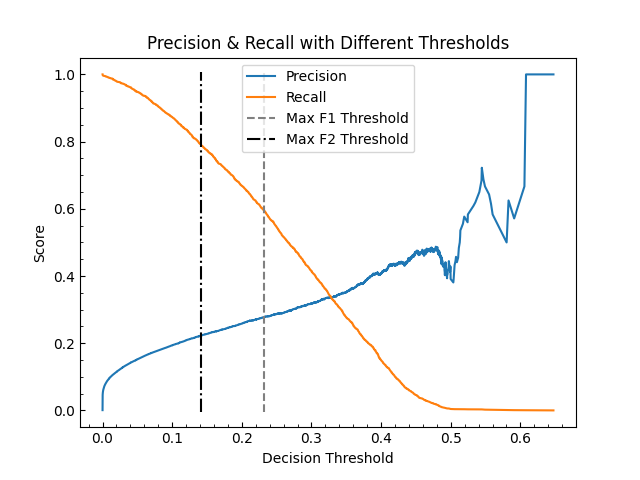 Precision & Recall with Different Thresholds
Precision
Recall
Max F1 Threshold
Max F2 Threshold
1.0
0.8
0.6
0.4
0.2
0.0
Score
0.0 0.1 0.2 0.3 0.4 0.5 0.6
Decision Threshold